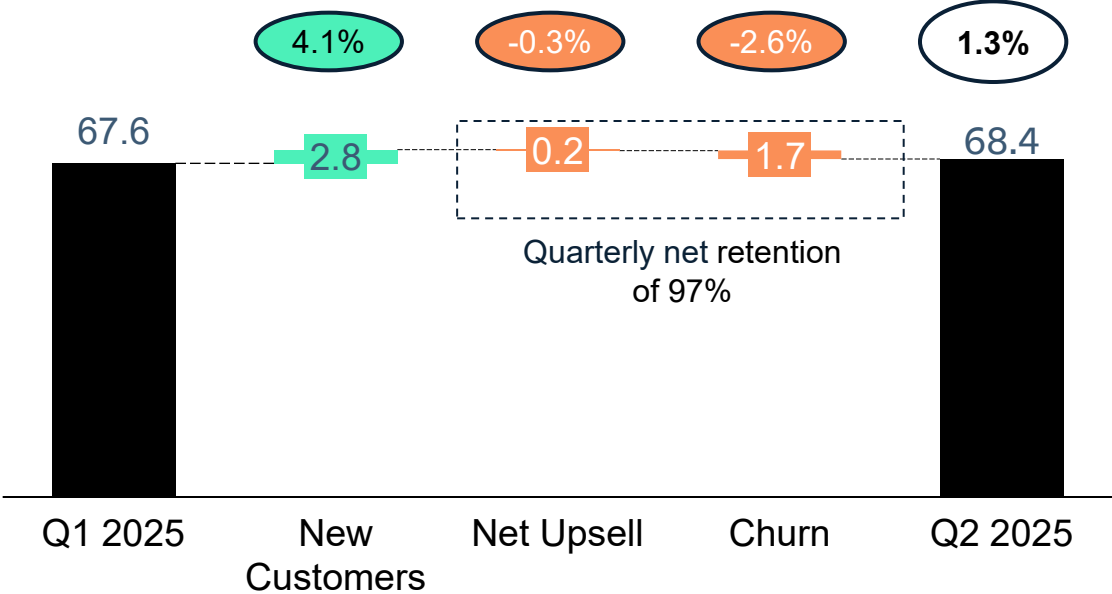 4.1%
-0.3%
-2.6%
1.3%
67.6
2.8
0.2
1.7
68.4
Quarterly net retention
of 97%
Q1 2025
New
Customers
Net Upsell
Churn
Q2 2025